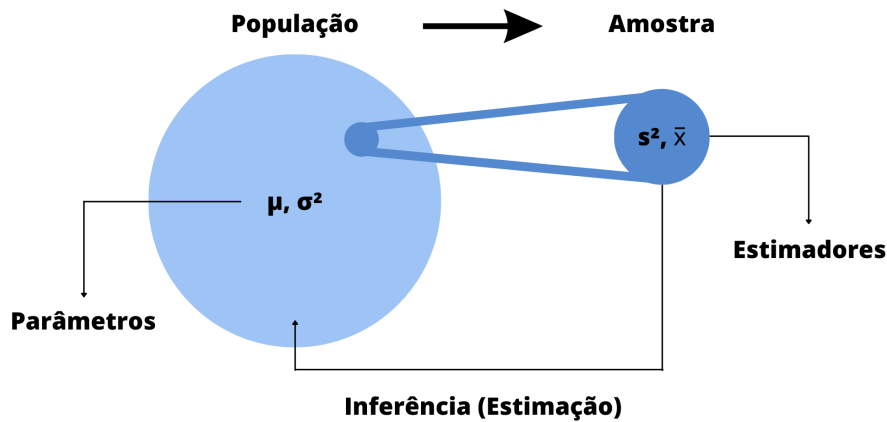 População
Amostra
s², x̄
μ, σ²
Estimadores
Parâmetros
Inferência (Estimação)